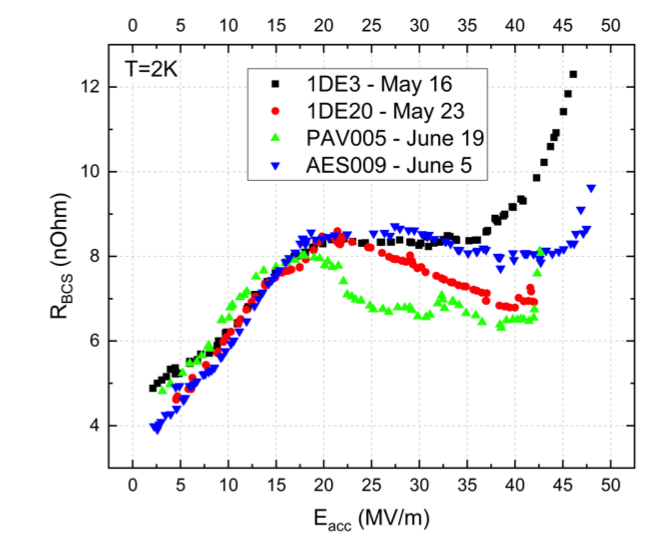 0 5 10 15 20 25 30 35 40 45 50
T=2K
1DE3 - May 16
1DE20 - May 23
PAV005 - June 19
AES009 - June 5
12
10
8
6
4
R_BCS (nOhm)
0 5 10 15 20 25 30 35 40 45 50
E_acc (MV/m)